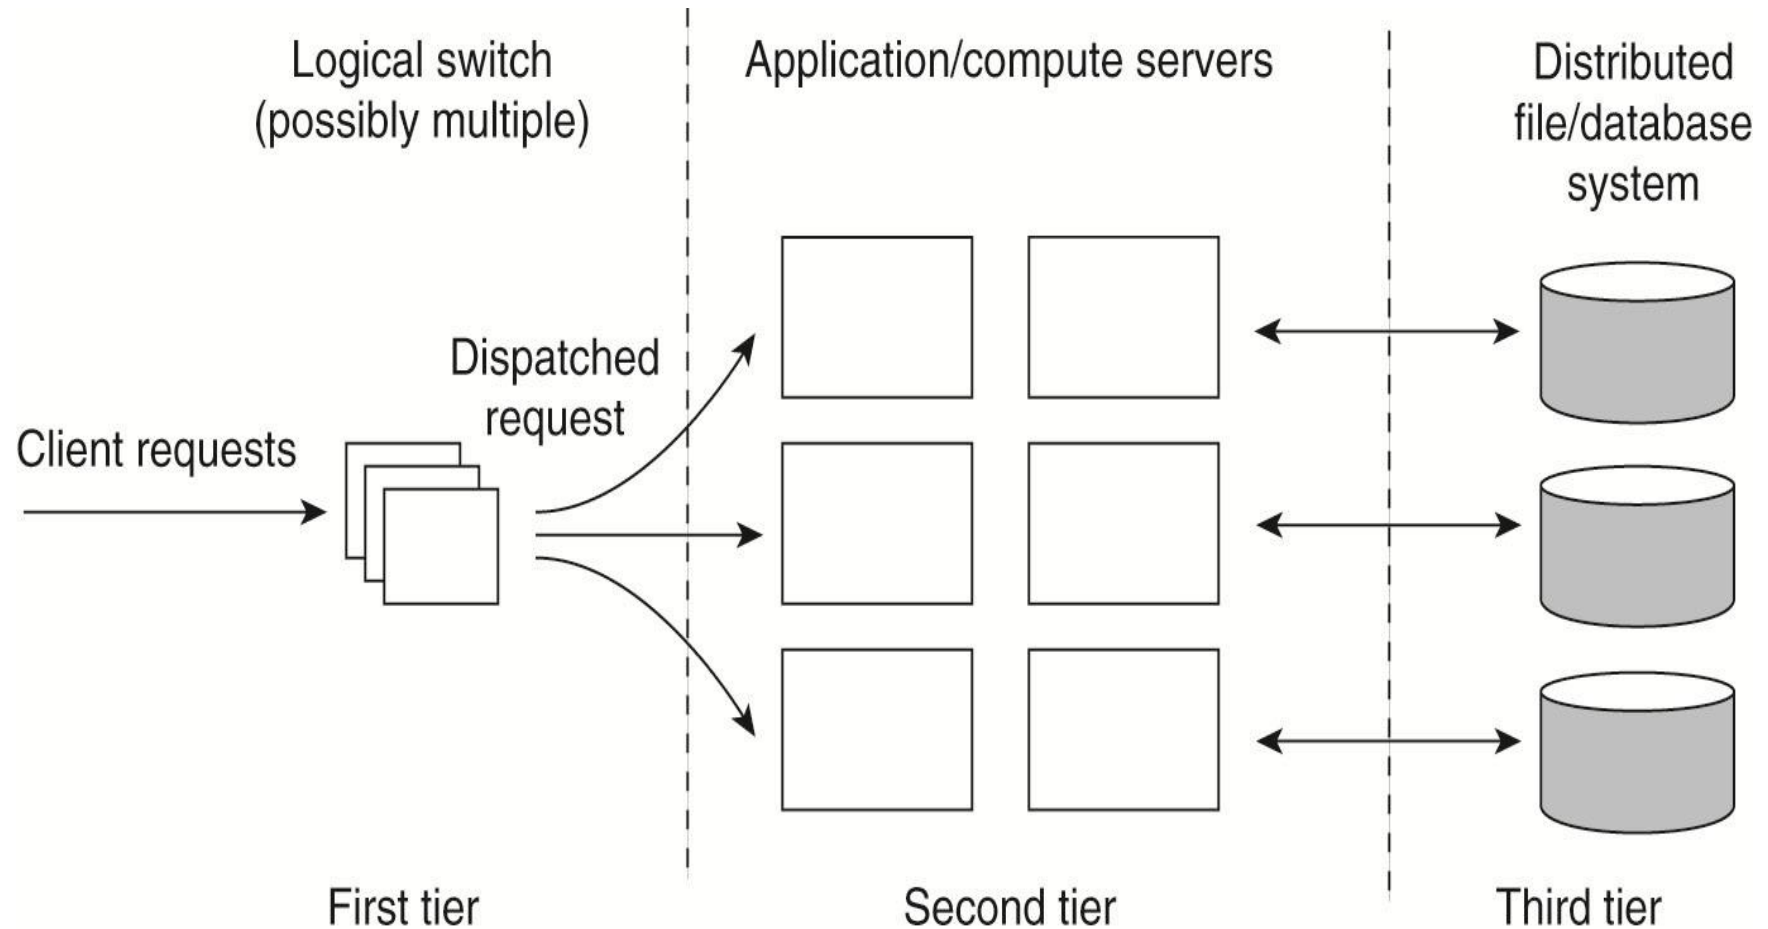 Logical switch
(possibly multiple)
Application/compute servers
Distributed
file/database
system
Dispatched
request
Client requests
First tier
Second tier
Third tier